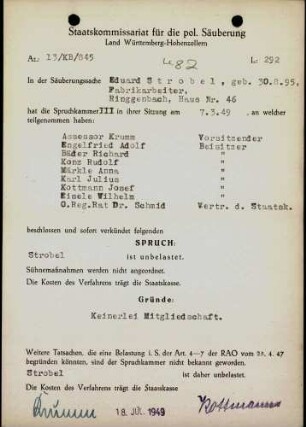 Staatskommissariat für die pol. Säuberung
Land Württemberg-Hohenzollern
Az: 13/KB/845
L 292
482
In der Säuberungssache Eduard Strobel, geb. 30.8.95,
Fabrikarbeiter,
Ringgenbach, Haus Nr. 46
hat die Spruchkammer III in ihrer Sitzung am 7.3.49 , an welcher
teilgenommen haben:
Assessor Krumm Vorsitzender
Engelfried Adolf Beisitzer
Bäder Richard "
Kons Rudolf "
Märkle Anna "
Karl Julius "
Kottmann Josef "
Eisele Wilhelm "
O.Reg.Rat Dr. Schmid Vertr. d. Staatsk.
beschlossen und sofort verkündet folgenden
SPRUCH:
Strobel ist unbelastet.
Sühnemaßnahmen werden nicht angeordnet.
Die Kosten des Verfahrens trägt die Staatskasse.
Gründe:
Keinerlei Mitgliedschaft.
Weitere Tatsachen, die eine Belastung i. S. der Art. 4–7 der RAO vom 25. 4. 47
begründen könnten, sind der Spruchkammer nicht bekannt geworden.
Strobel ist daher unbelastet.
Die Kosten des Verfahrens trägt die Staatskasse.
Krumm 18. JUL. 1949 Kottmann